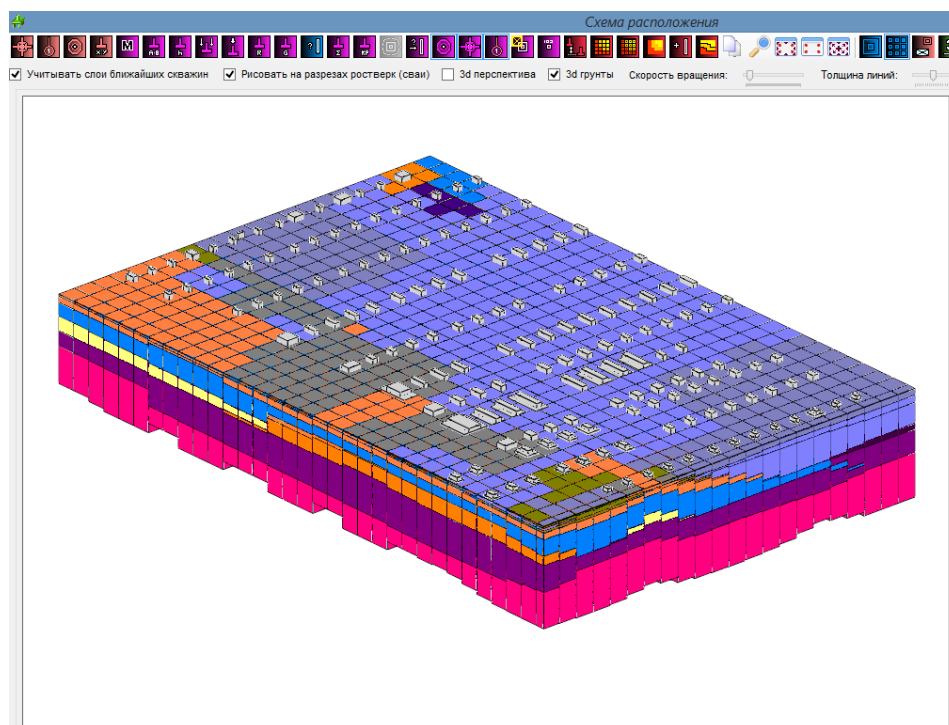 Схема расположения
Учитывать слои ближайших скважин Рисовать на разрезах ростверк (сваи) 3d перспектива 3d грунты Скорость вращения: Толщина линий: